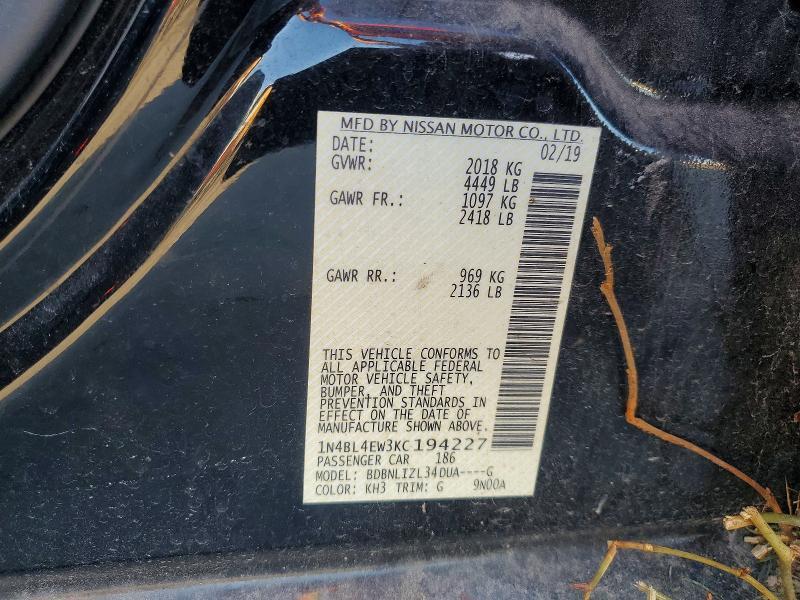 MFD BY NISSAN MOTOR CO., LTD.
DATE: 02/19
GVWR: 2018 KG
4449 LB
GAWR FR.: 1097 KG
2418 LB
GAWR RR.: 969 KG
2136 LB
THIS VEHICLE CONFORMS TO
ALL APPLICABLE FEDERAL
MOTOR VEHICLE SAFETY,
BUMPER, AND THEFT
PREVENTION STANDARDS IN
EFFECT ON THE DATE OF
MANUFACTURE SHOWN ABOVE.
1N4BL4EW3KC194227
PASSENGER CAR 186
MODEL: BDBNLIZL34DUA----G
COLOR: KH3 TRIM: G 9N00A